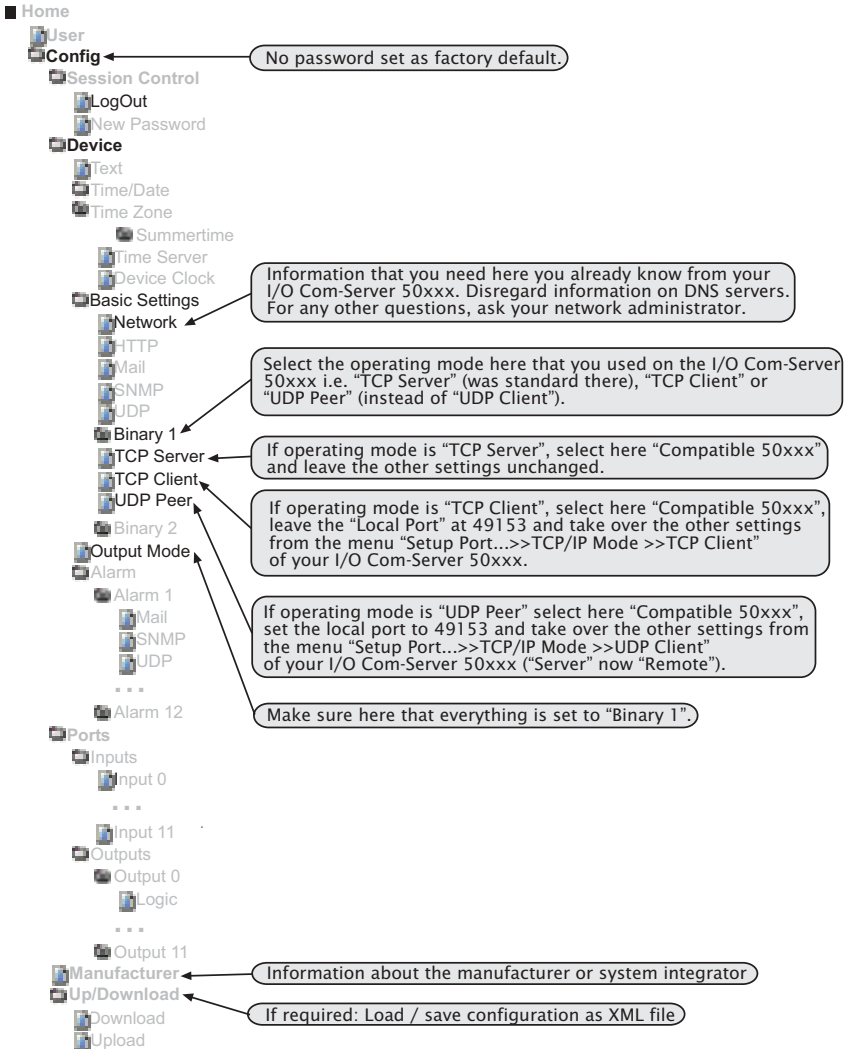 Home
User
Config
No password set as factory default.
Session Control
LogOut
New Password
Device
Text
Time/Date
Time Zone
Summertime
Time Server
Device Clock
Information that you need here you already know from your
I/O Com-Server 50xxx. Disregard information on DNS servers.
For any other questions, ask your network administrator.
Basic Settings
Network
HTTP
Mail
SNMP
UDP
Select the operating mode here that you used on the I/O Com-Server
50xxx i.e. “TCP Server” (was standard there), “TCP Client” or
“UDP Peer” (instead of “UDP Client”).
Binary 1
TCP Server
If operating mode is “TCP Server”, select here “Compatible 50xxx”
and leave the other settings unchanged.
TCP Client
If operating mode is “TCP Client”, select here “Compatible 50xxx”,
leave the “Local Port” at 49153 and take over the other settings
from the menu “Setup Port...>>TCP/IP Mode >>TCP Client”
of your I/O Com-Server 50xxx.
UDP Peer
If operating mode is “UDP Peer” select here “Compatible 50xxx”,
set the local port to 49153 and take over the other settings from
the menu “Setup Port...>>TCP/IP Mode >>UDP Client”
of your I/O Com-Server 50xxx (“Server” now “Remote”).
Binary 2
Output Mode
Make sure here that everything is set to “Binary 1”.
Alarm
Alarm 1
Mail
SNMP
UDP
...
Alarm 12
Ports
Inputs
Input 0
...
Input 11
Outputs
Output 0
Logic
...
Output 11
Manufacturer
Information about the manufacturer or system integrator
Up/Download
If required: Load / save configuration as XML file
Download
Upload